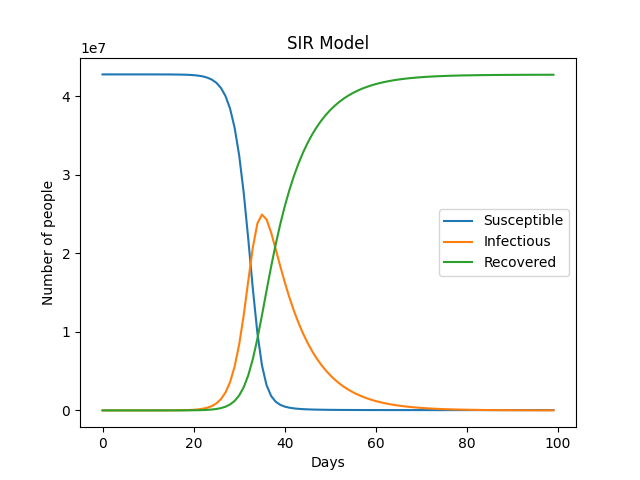 SIR Model
1e7
4
3
2
1
0
Number of people
0 20 40 60 80 100
Days
Susceptible
Infectious
Recovered